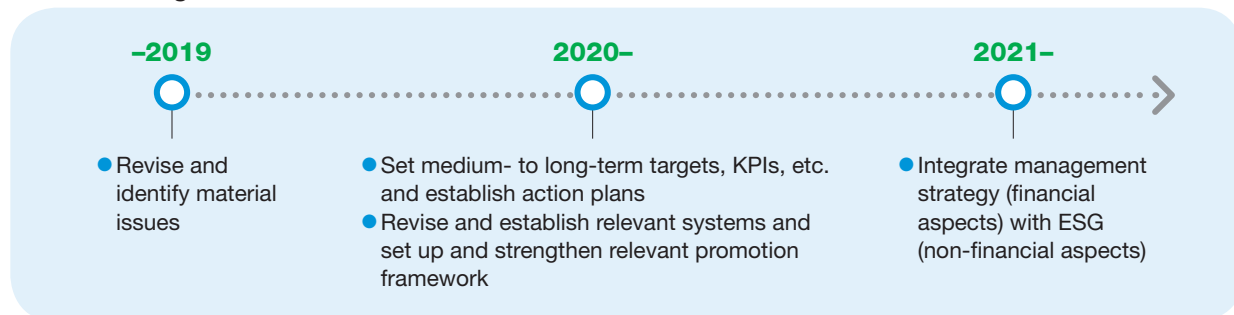 –2019
● Revise and
identify material
issues
2020–
● Set medium- to long-term targets, KPIs, etc.
and establish action plans
● Revise and establish relevant systems and
set up and strengthen relevant promotion
framework
2021–
● Integrate management
strategy (financial
aspects) with ESG
(non-financial aspects)